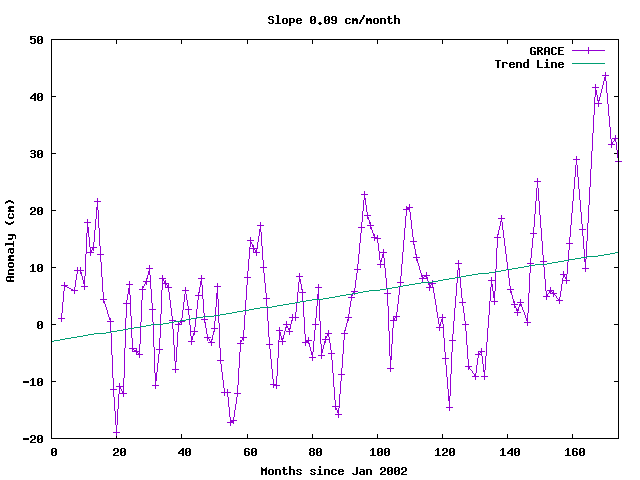 Slope 0.09 cm/month
GRACE
Trend Line
Anomaly (cm)
50
40
30
20
10
0
-10
-20
0 20 40 60 80 100 120 140 160
Months since Jan 2002